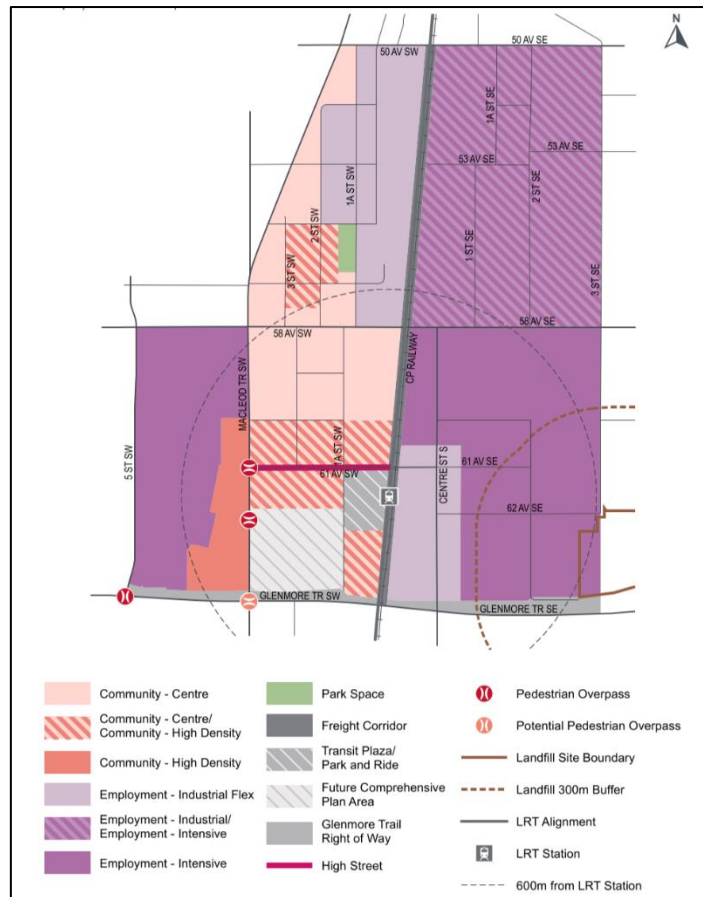 N
50 AV SE
50 AV SW
1A ST SE
53 AV SE
53 AV SE
1A ST SW
2 ST SW
3 ST SW
1 ST SE
2 ST SE
3 ST SE
58 AV SE
58 AV SW
MACLEOD TR SW
CP RAILWAY
5 ST SW
1A ST SW
61 AV SW
CENTRE ST S
61 AV SE
62 AV SE
GLENMORE TR SW
GLENMORE TR SE
Community - Centre
Community - Centre/
Community - High Density
Community - High Density
Employment - Industrial Flex
Employment - Industrial/
Employment - Intensive
Employment - Intensive
Park Space
Freight Corridor
Transit Plaza/
Park and Ride
Future Comprehensive
Plan Area
Glenmore Trail
Right of Way
High Street
Pedestrian Overpass
Potential Pedestrian Overpass
Landfill Site Boundary
Landfill 300m Buffer
LRT Alignment
LRT Station
600m from LRT Station